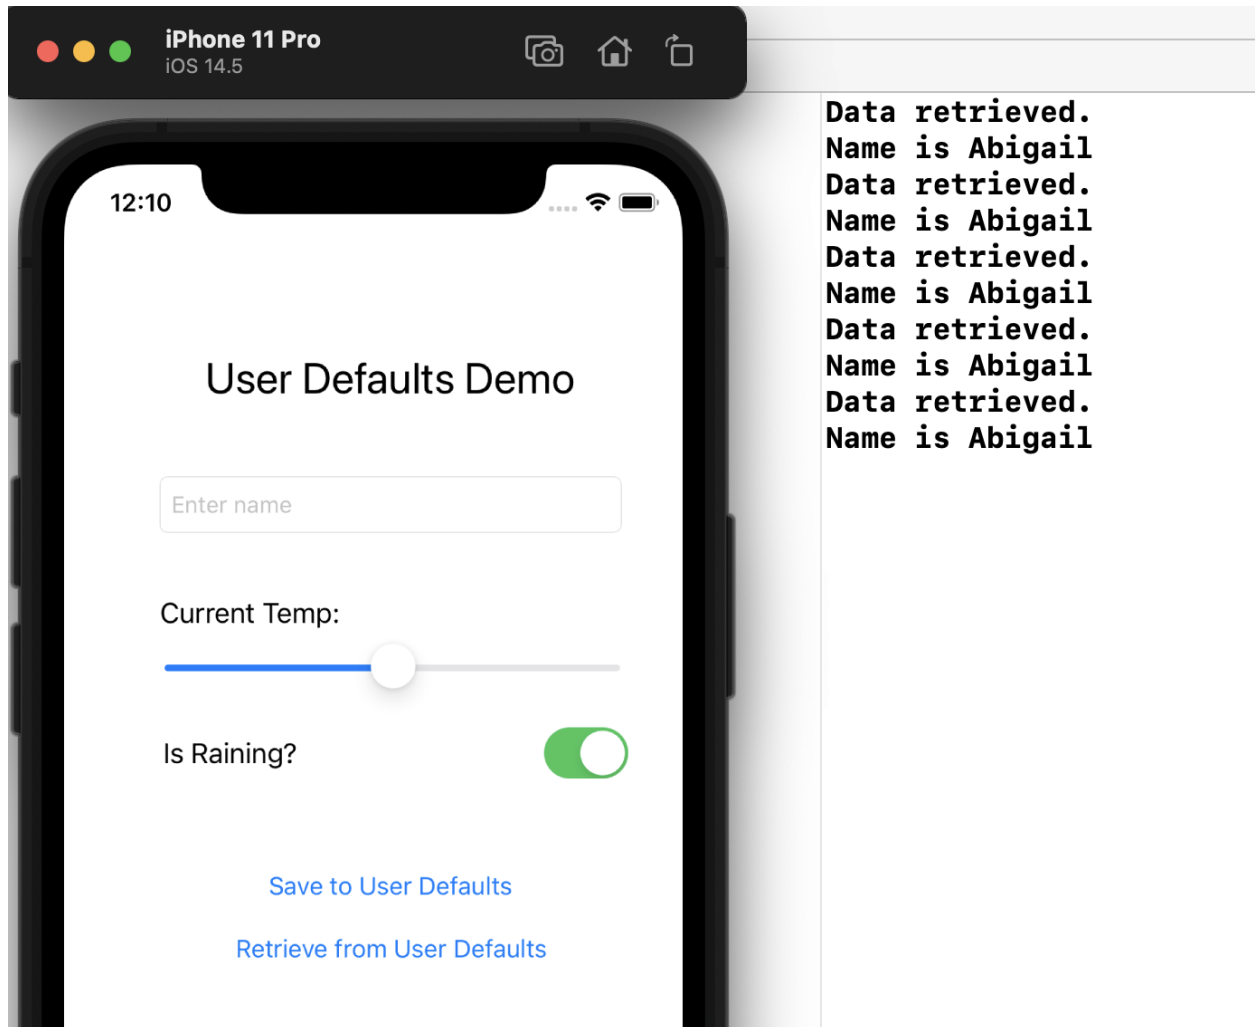 iPhone 11 Pro
iOS 14.5
12:10
User Defaults Demo
Enter name
Current Temp:
Is Raining?
Save to User Defaults
Retrieve from User Defaults
Data retrieved.
Name is Abigail
Data retrieved.
Name is Abigail
Data retrieved.
Name is Abigail
Data retrieved.
Name is Abigail
Data retrieved.
Name is Abigail